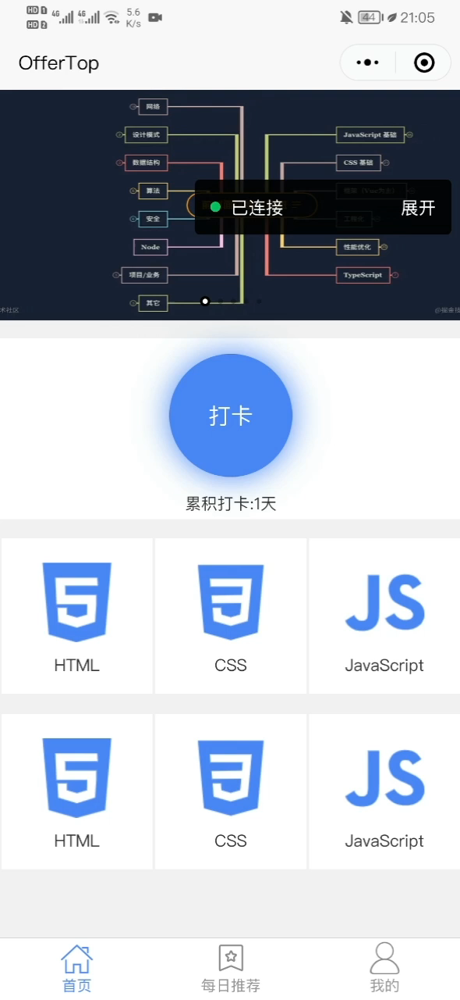 HD 1 4G 4G 5.6 K/s 44 21:05
HD 2
OfferTop
网络
设计模式 JavaScript 基础
数据结构 CSS 基础
算法
已连接 展开
安全
Node 性能优化
项目/业务 TypeScript
其它
术社区 @掘金技
打卡
累积打卡:1天
HTML CSS JavaScript
HTML CSS JavaScript
首页 每日推荐 我的